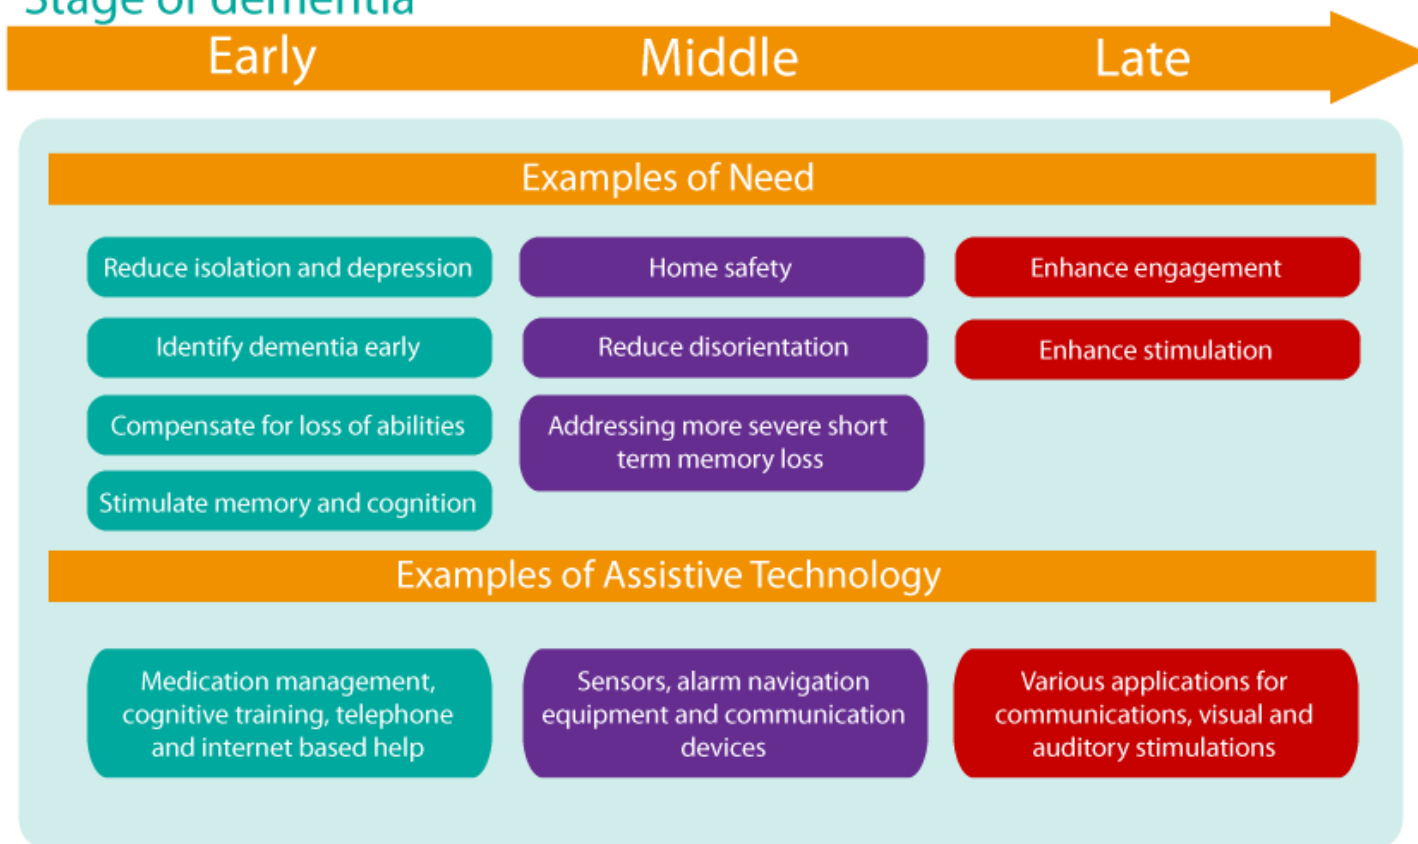 Stage of dementia
Early Middle Late
Examples of Need
Reduce isolation and depression
Identify dementia early
Compensate for loss of abilities
Stimulate memory and cognition
Home safety
Reduce disorientation
Addressing more severe short
term memory loss
Enhance engagement
Enhance stimulation
Examples of Assistive Technology
Medication management,
cognitive training, telephone
and internet based help
Sensors, alarm navigation
equipment and communication
devices
Various applications for
communications, visual and
auditory stimulations